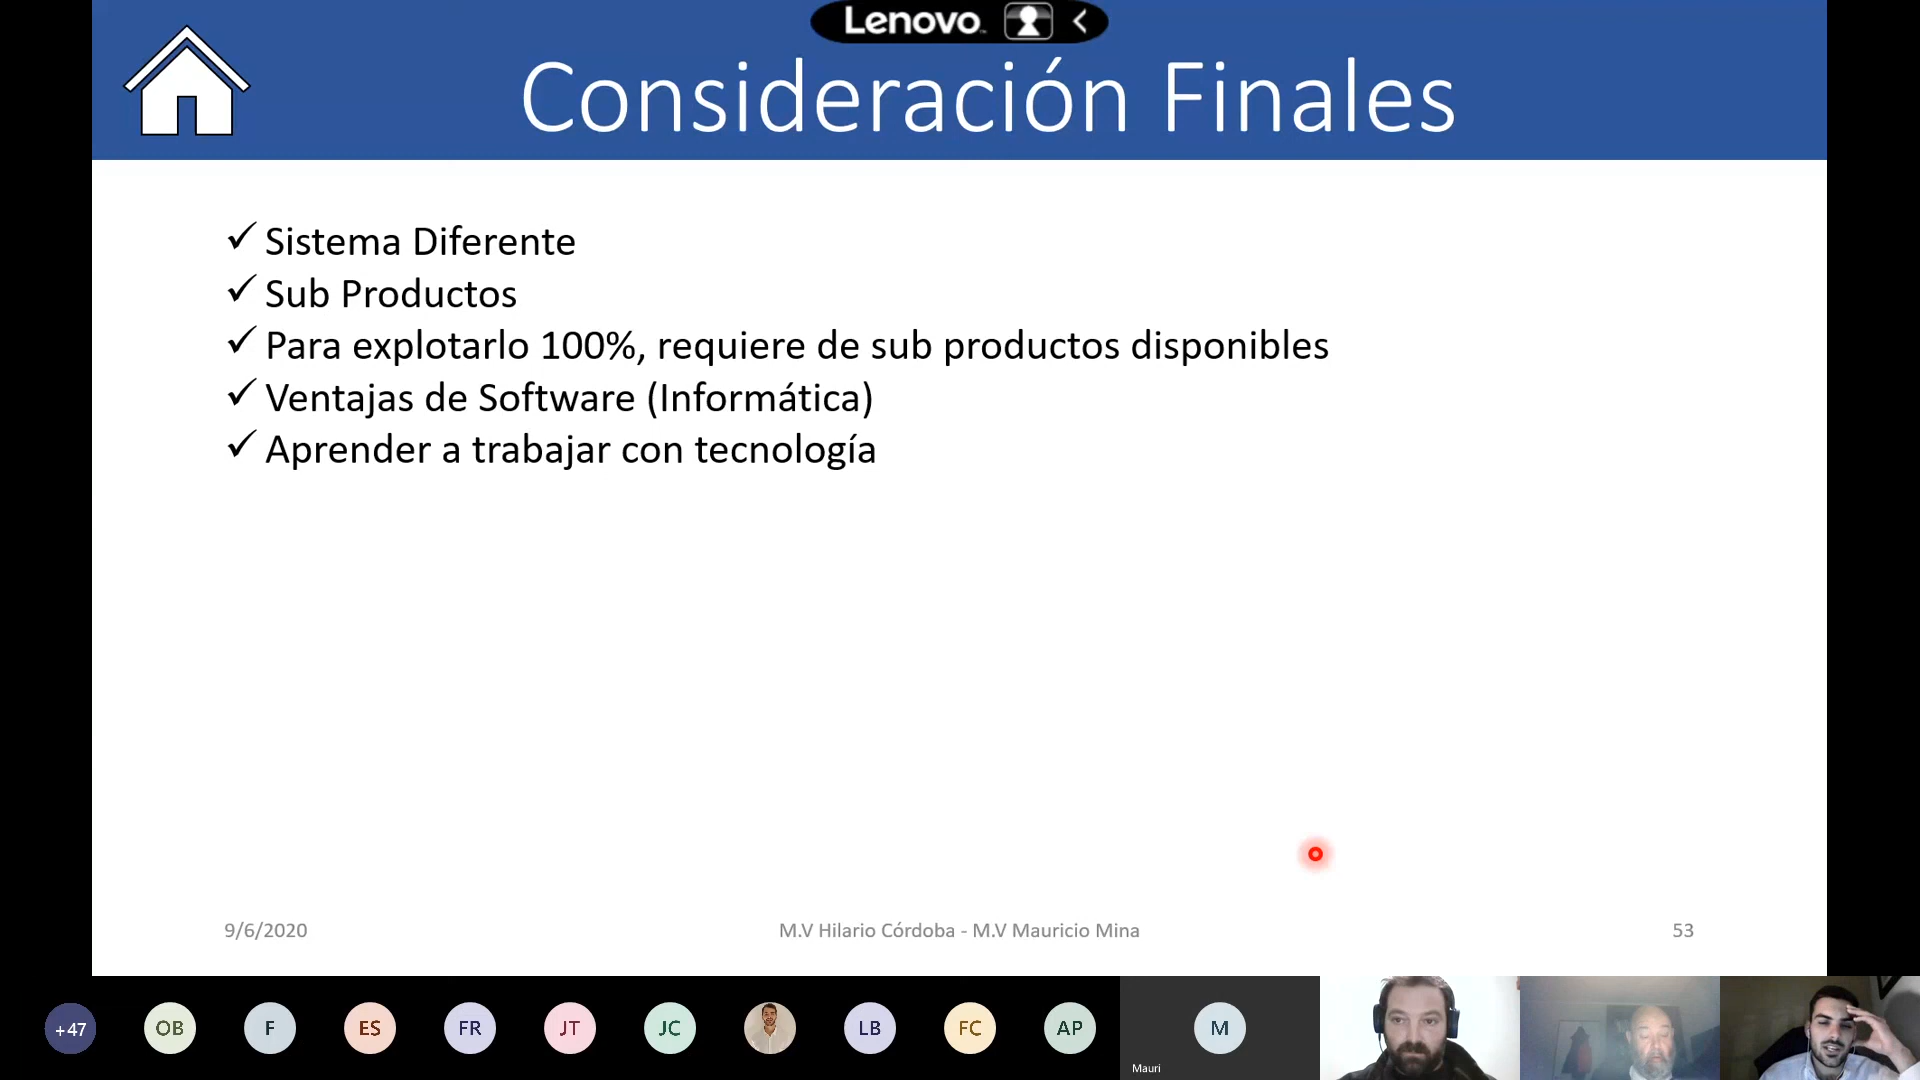 Lenovo
Consideración Finales
Sistema Diferente
Sub Productos
Para explotarlo 100%, requiere de sub productos disponibles
Ventajas de Software (Informática)
Aprender a trabajar con tecnología
9/6/2020 M.V Hilario Córdoba - M.V Mauricio Mina 53
+47 OB F ES FR JT JC LB FC AP M
Mauri